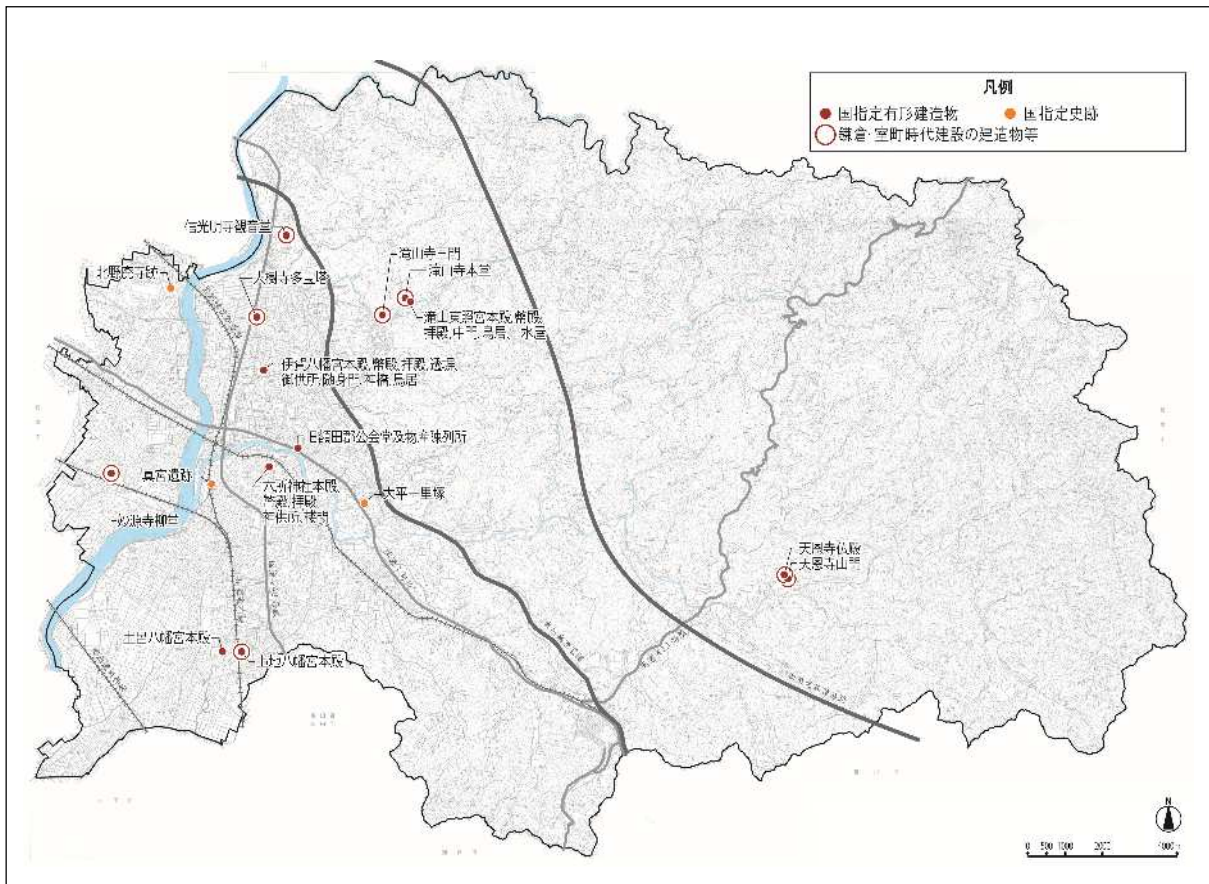 凡例
国指定有形建造物
国指定史跡
鎌倉・室町時代建設の建造物等
信光明寺観音堂
北野廃寺跡
大樹寺多宝塔
滝山寺三門
滝山寺本堂
滝山東照宮本殿,幣殿,
拝殿,中門,鳥居、水屋
伊賀八幡宮本殿,幣殿,拝殿,透塀,
御供所,随身門,神橋,鳥居
旧額田郡公会堂及物産陳列所
真宮遺跡
六所神社本殿,
幣殿,拝殿
神供所,楼門
大平一里塚
妙源寺柳堂
天恩寺仏殿
天恩寺山門
土呂八幡宮本殿
上地八幡宮本殿
N
0 500 1000 2000 4000m